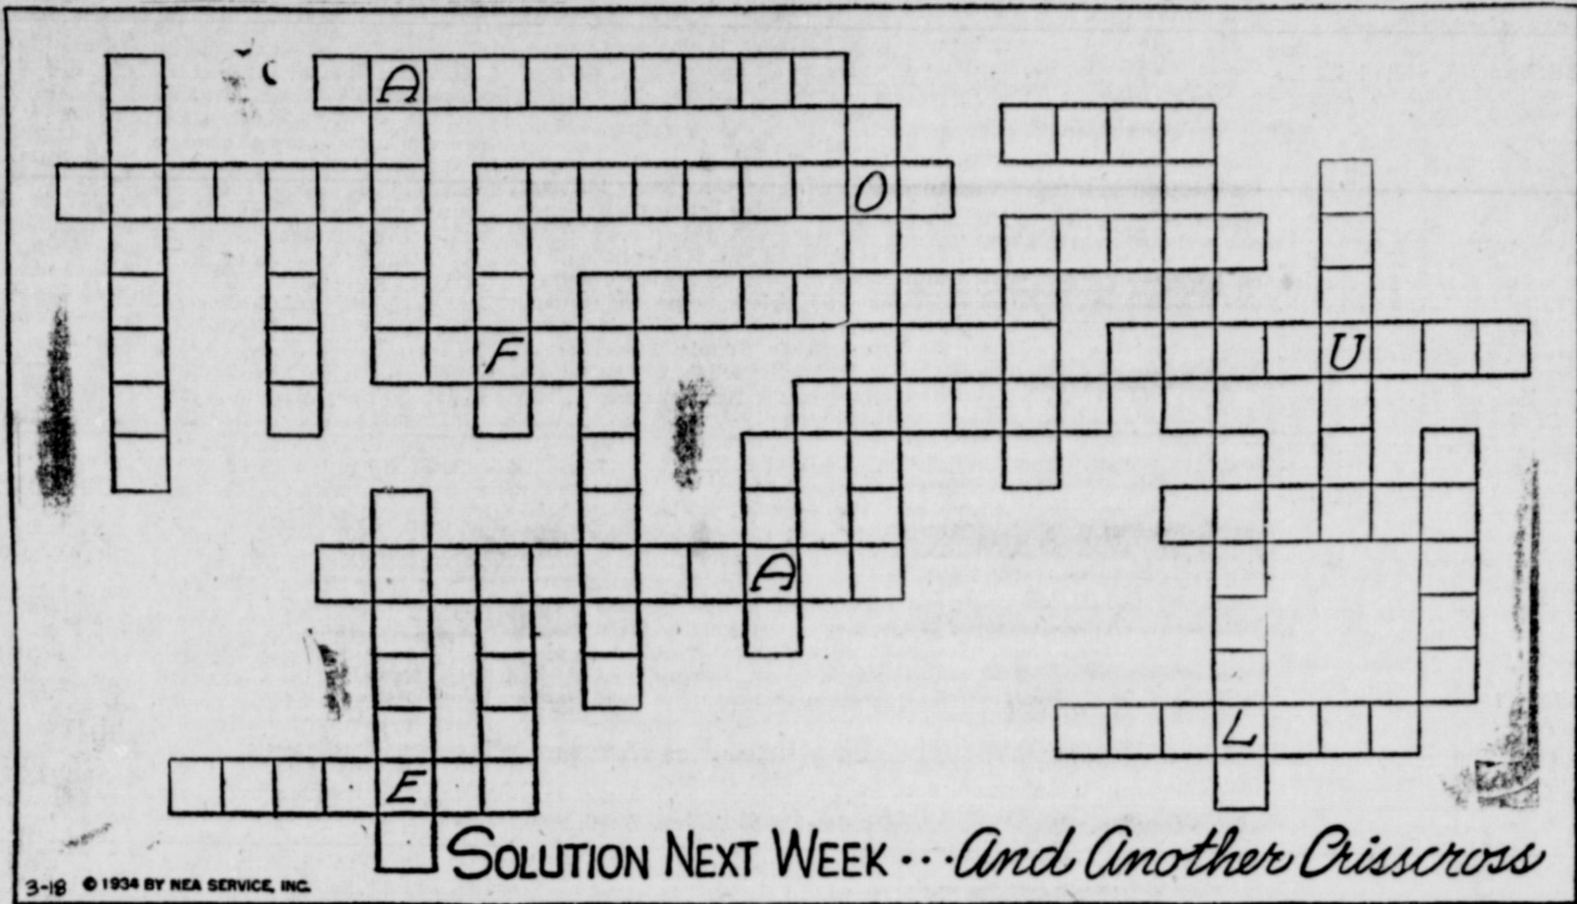 A
O
F
U
A
L
E
SOLUTION NEXT WEEK...And Another Crisscross
3-18 © 1934 BY NEA SERVICE, INC.